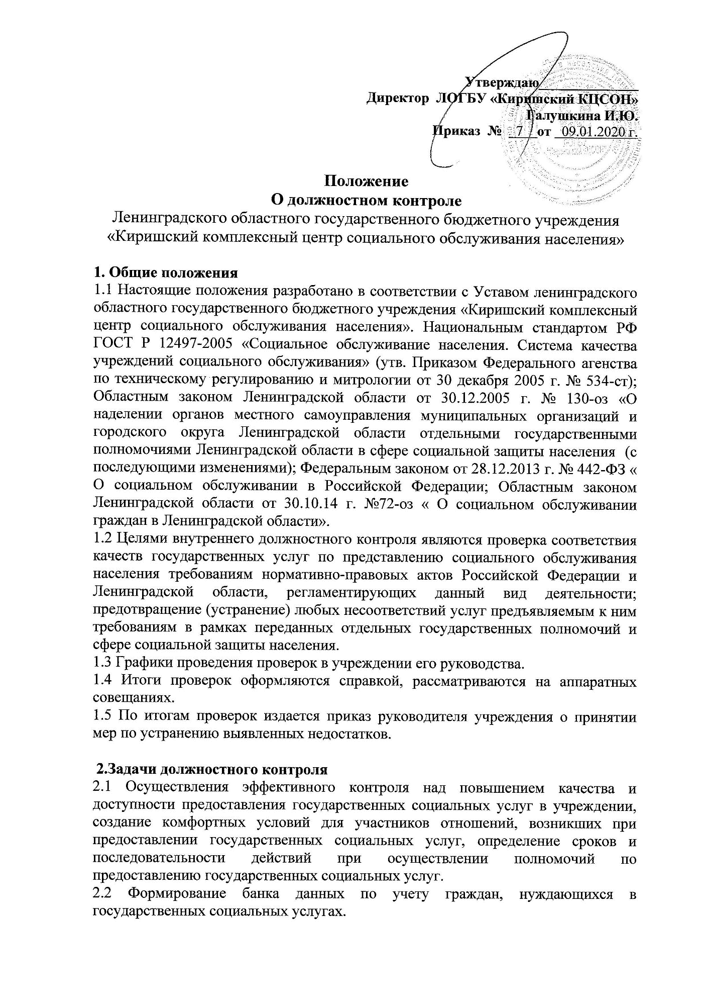 Утверждаю______________
Директор ЛОГБУ «Киришский КЦСОН»
Галушкина И.Ю.
Приказ № 7 от 09.01.2020 г.
Положение
О должностном контроле
Ленинградского областного государственного бюджетного учреждения
«Киришский комплексный центр социального обслуживания населения»
1. Общие положения
1.1 Настоящие положения разработано в соответствии с Уставом ленинградского
областного государственного бюджетного учреждения «Киришский комплексный
центр социального обслуживания населения». Национальным стандартом РФ
ГОСТ Р 12497-2005 «Социальное обслуживание населения. Система качества
учреждений социального обслуживания» (утв. Приказом Федерального агенства
по техническому регулированию и митрологии от 30 декабря 2005 г. № 534-ст);
Областным законом Ленинградской области от 30.12.2005 г. № 130-оз «О
наделении органов местного самоуправления муниципальных организаций и
городского округа Ленинградской области отдельными государственными
полномочиями Ленинградской области в сфере социальной защиты населения (с
последующими изменениями); Федеральным законом от 28.12.2013 г. № 442-ФЗ «
О социальном обслуживании в Российской Федерации; Областным законом
Ленинградской области от 30.10.14 г. №72-оз « О социальном обслуживании
граждан в Ленинградской области».
1.2 Целями внутреннего должностного контроля являются проверка соответствия
качеств государственных услуг по представлению социального обслуживания
населения требованиям нормативно-правовых актов Российской Федерации и
Ленинградской области, регламентирующих данный вид деятельности;
предотвращение (устранение) любых несоответствий услуг предъявляемым к ним
требованиям в рамках переданных отдельных государственных полномочий и
сфере социальной защиты населения.
1.3 Графики проведения проверок в учреждении его руководства.
1.4 Итоги проверок оформляются справкой, рассматриваются на аппаратных
совещаниях.
1.5 По итогам проверок издается приказ руководителя учреждения о принятии
мер по устранению выявленных недостатков.
2.Задачи должностного контроля
2.1 Осуществления эффективного контроля над повышением качества и
доступности предоставления государственных социальных услуг в учреждении,
создание комфортных условий для участников отношений, возникших при
предоставлении государственных социальных услуг, определение сроков и
последовательности действий при осуществлении полномочий по
предоставлению государственных социальных услуг.
2.2 Формирование банка данных по учету граждан, нуждающихся в
государственных социальных услугах.